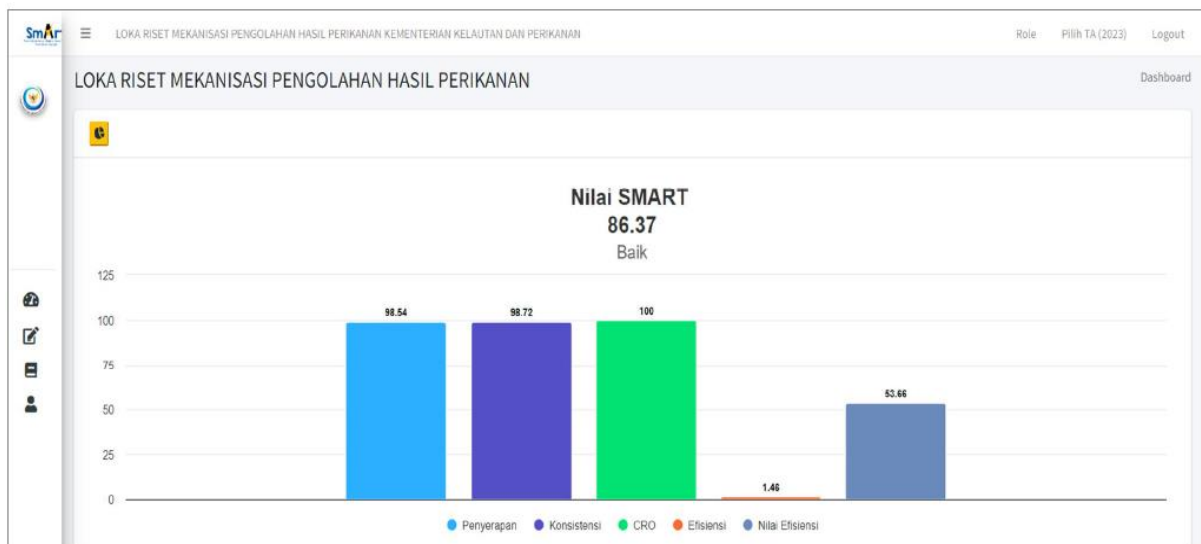 SmAr
LOKA RISET MEKANISASI PENGOLAHAN HASIL PERIKANAN KEMENTERIAN KELAUTAN DAN PERIKANAN
Role Pilih TA (2023) Logout
LOKA RISET MEKANISASI PENGOLAHAN HASIL PERIKANAN
Dashboard
Nilai SMART
86.37
Baik
125
100
75
50
25
0
98.54
98.72
100
1.46
53.66
Penyerapan Konsistensi CRO Efisiensi Nilai Efisiensi